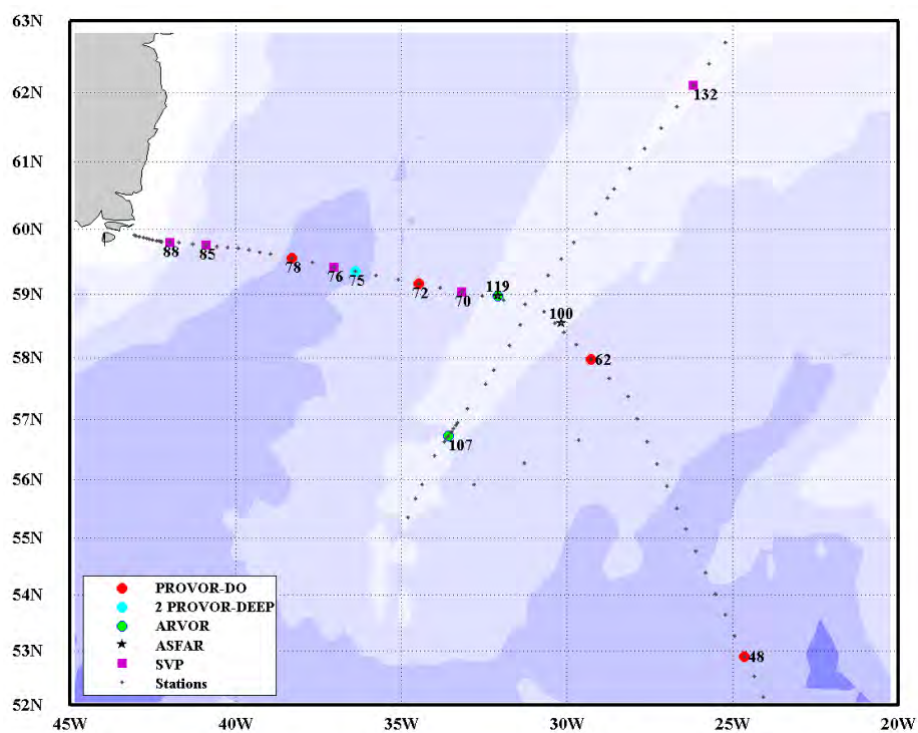 63N
62N
132
61N
60N
88
85
78
76
75
59N
72
70
119
100
58N
62
57N
107
56N
55N
54N
53N
48
52N
PROVOR-DO
2 PROVOR-DEEP
ARVOR
ASFAR
SVP
Stations
45W 40W 35W 30W 25W 20W